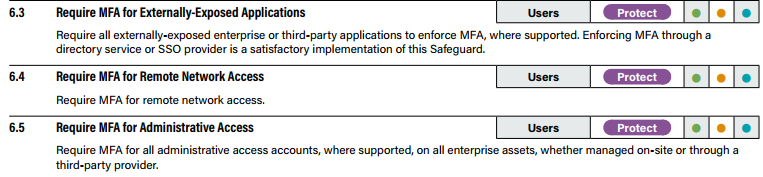 6.3 Require MFA for Externally-Exposed Applications Users Protect
Require all externally-exposed enterprise or third-party applications to enforce MFA, where supported. Enforcing MFA through a
directory service or SSO provider is a satisfactory implementation of this Safeguard.
6.4 Require MFA for Remote Network Access Users Protect
Require MFA for remote network access.
6.5 Require MFA for Administrative Access Users Protect
Require MFA for all administrative access accounts, where supported, on all enterprise assets, whether managed on-site or through a
third-party provider.